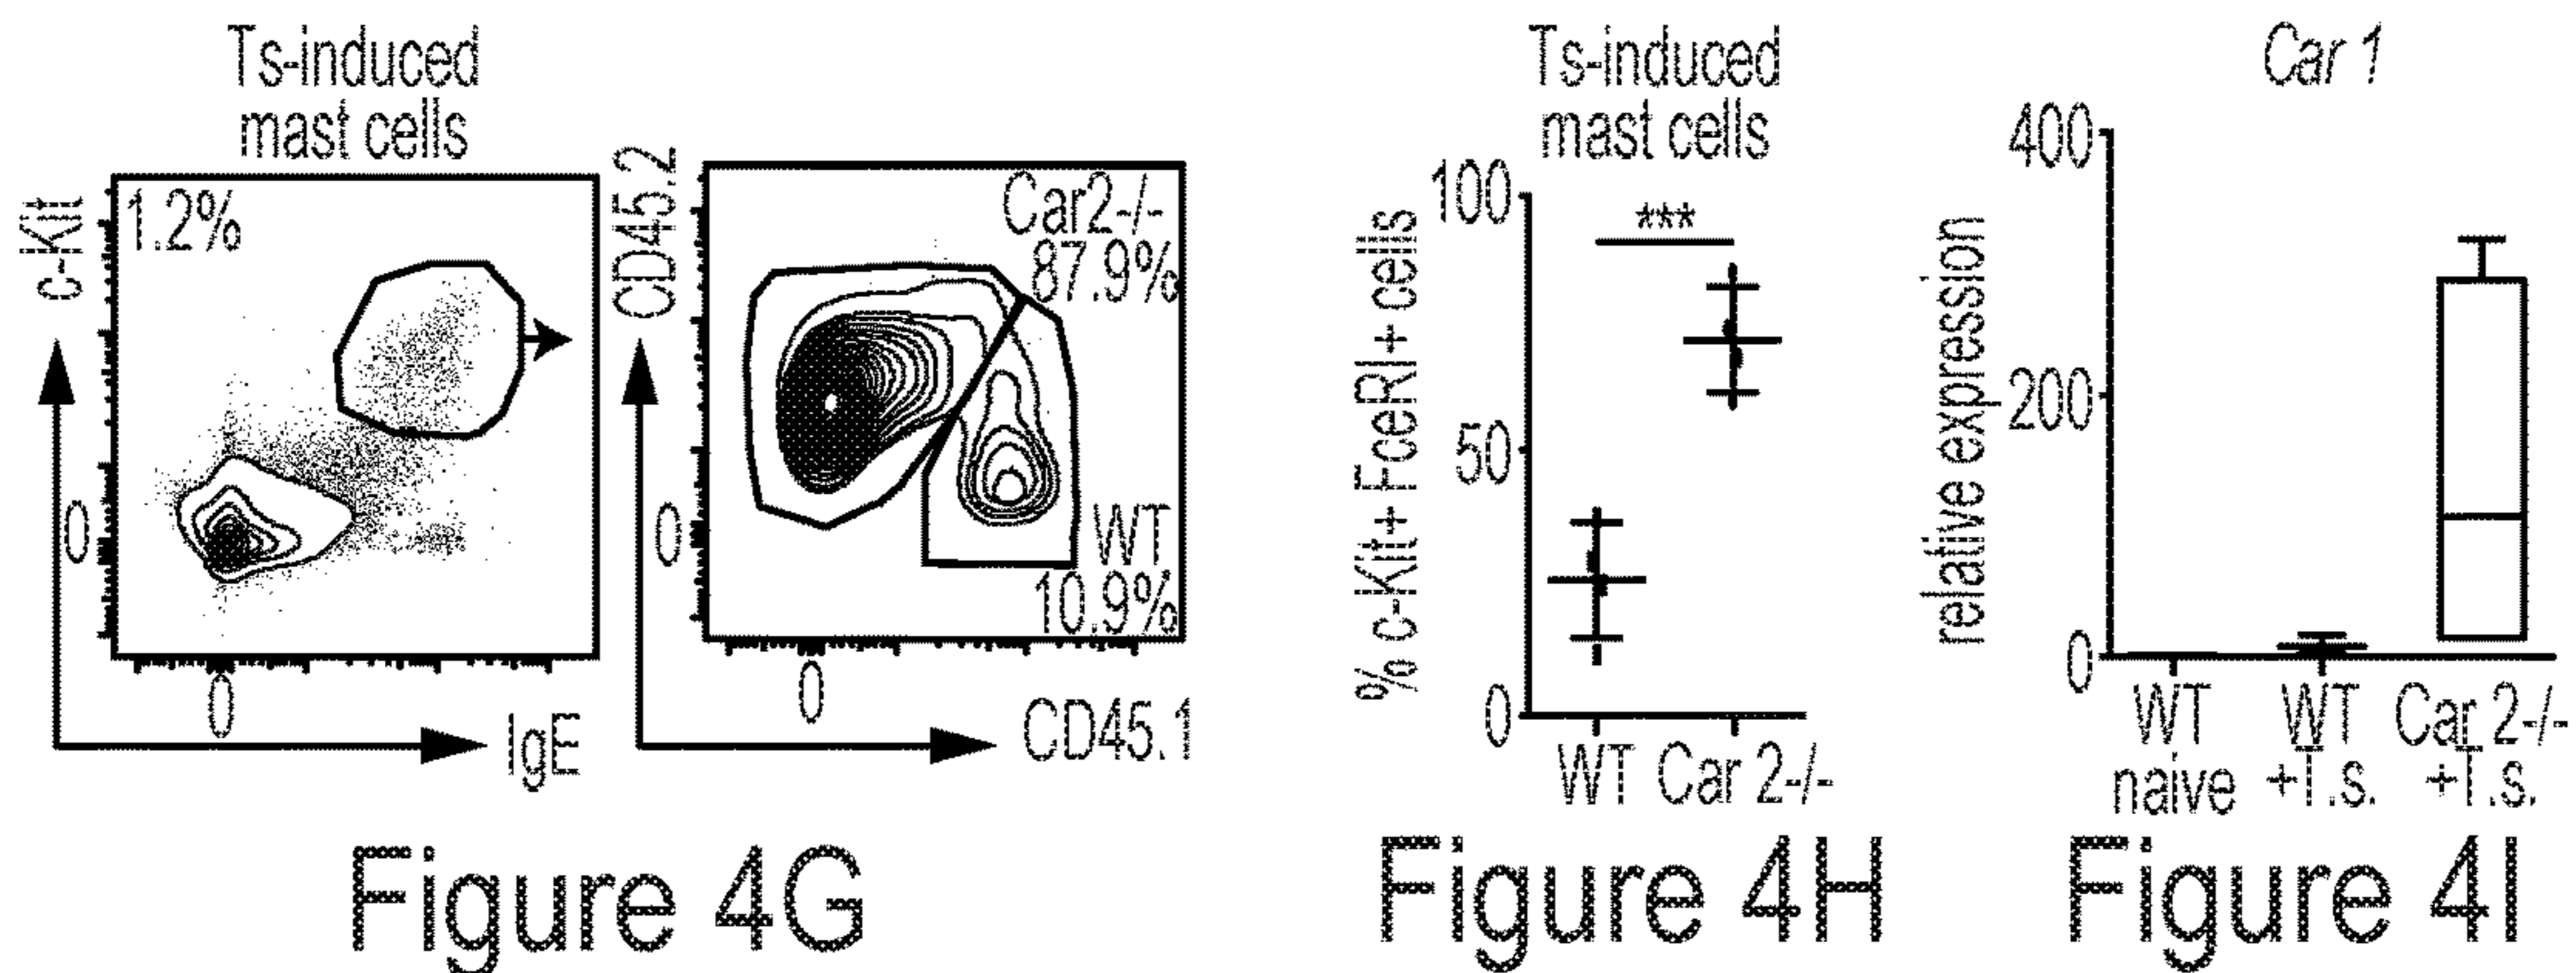 Ts-induced
mast cells
c-Kit
1.2%
0
0
IgE
CD45.2
Car2-/-
87.9%
WT
10.9%
0
0
CD45.1
Figure 4G
Ts-induced
mast cells
% c-Kit+ FceRI+ cells
100
50
0
***
WT Car 2-/-
Figure 4H
Car 1
relative expression
400
200
0
WT
naive
WT
+T.s.
Car 2-/-
+T.s.
Figure 4I